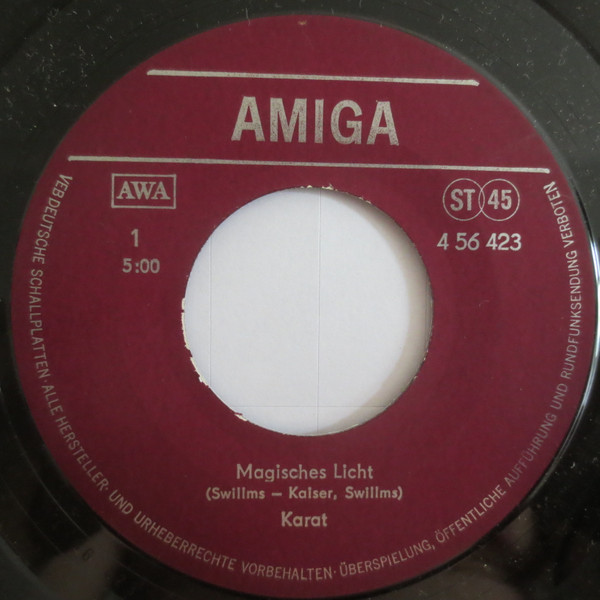 AMIGA
AWA
ST 45
1
4 56 423
5:00
Magisches Licht
(Swillms – Kaiser, Swillms)
Karat
VEB DEUTSCHE SCHALLPLATTEN · ALLE HERSTELLER- UND URHEBERRECHTE VORBEHALTEN · ÜBERSPIELUNG, ÖFFENTLICHE AUFFÜHRUNG UND RUNDFUNKSENDUNG VERBOTEN